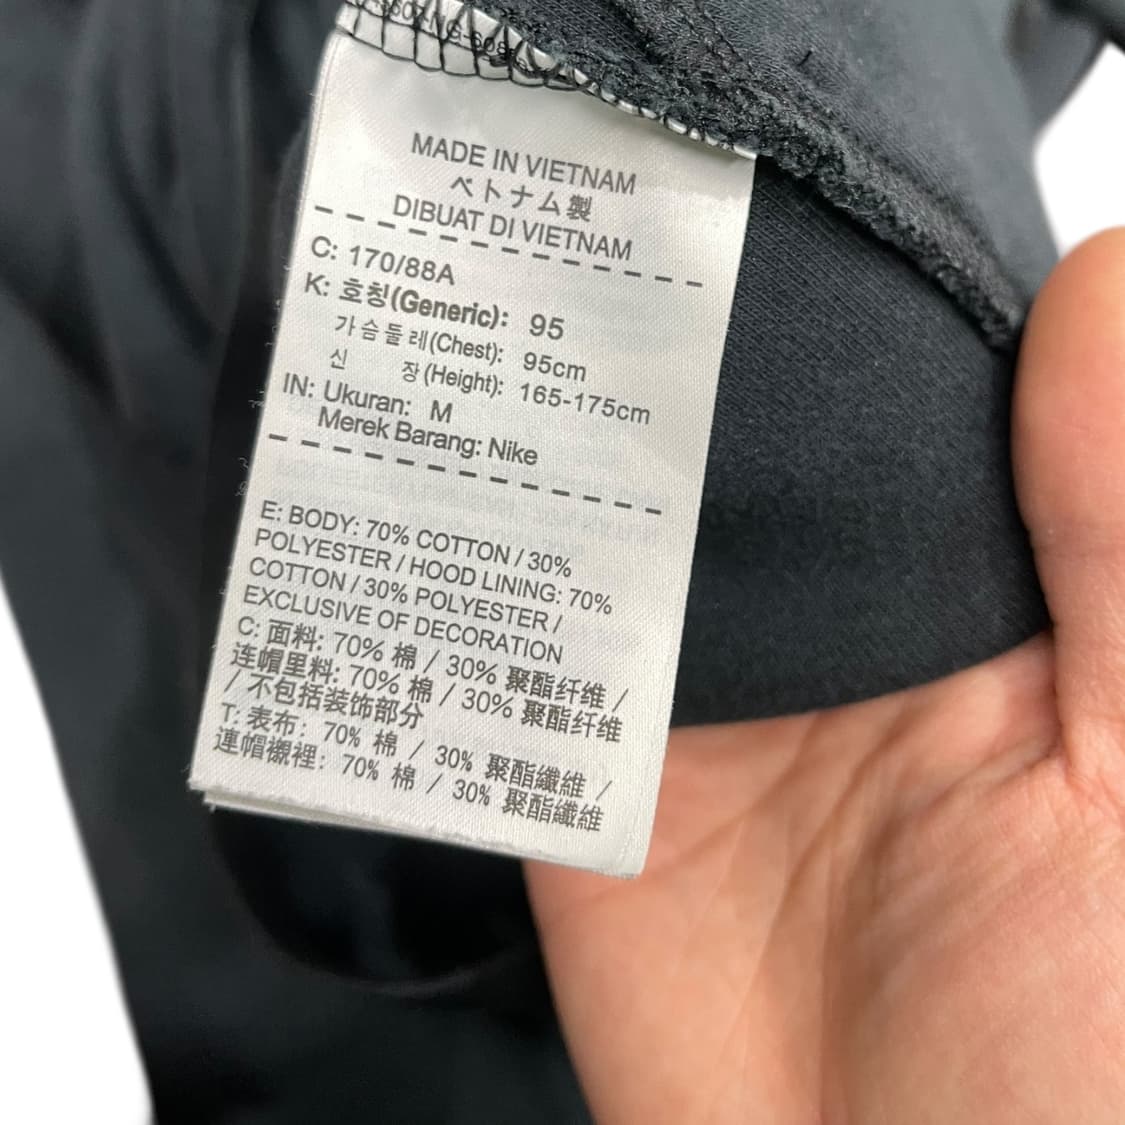 MADE IN VIETNAM
ベトナム製
DIBUAT DI VIETNAM
C: 170/88A
K: 호칭(Generic): 95
가슴둘레(Chest): 95cm
신 장(Height): 165-175cm
IN: Ukuran: M
Merek Barang: Nike
E: BODY: 70% COTTON / 30%
POLYESTER / HOOD LINING: 70%
COTTON / 30% POLYESTER /
EXCLUSIVE OF DECORATION
C: 面料: 70% 棉 / 30% 聚酯纤维 /
连帽里料: 70% 棉 / 30% 聚酯纤维
/ 不包括装饰部分
T: 表布: 70% 棉 / 30% 聚酯纖維 /
連帽襯裡: 70% 棉 / 30% 聚酯纖維